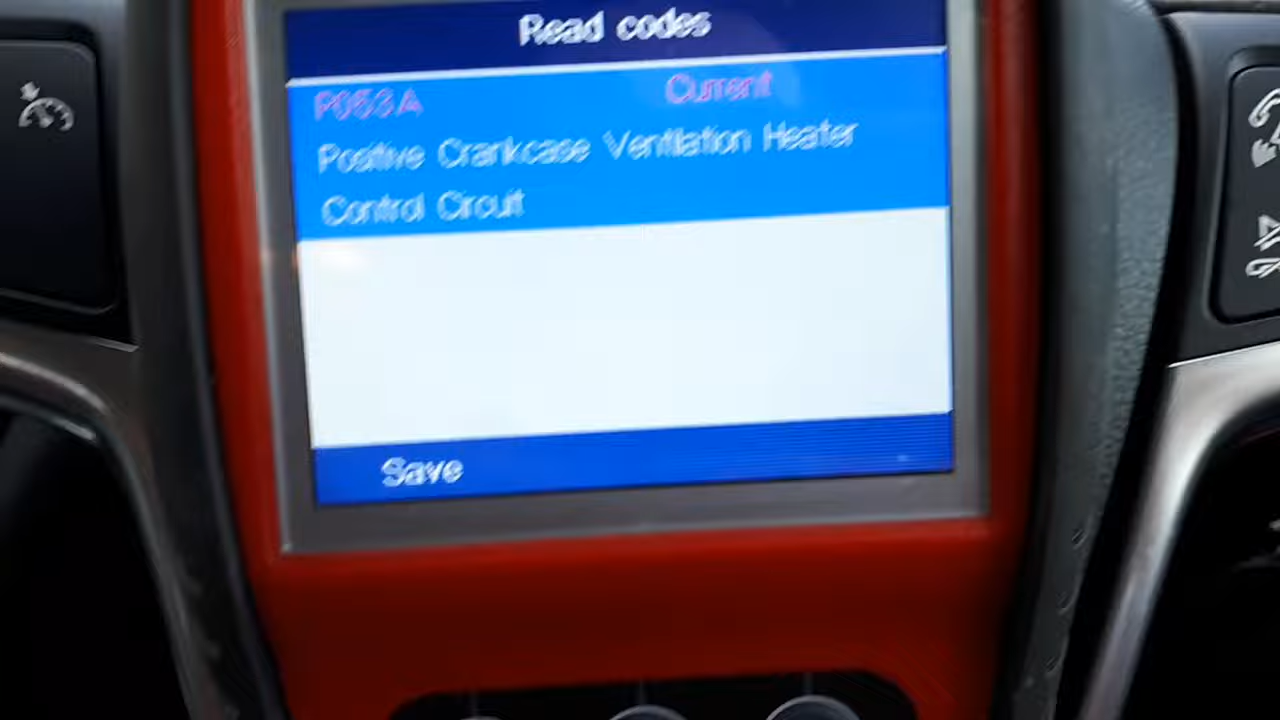 Read codes
P053A Current
Positive Crankcase Ventilation Heater
Control Circuit
Save